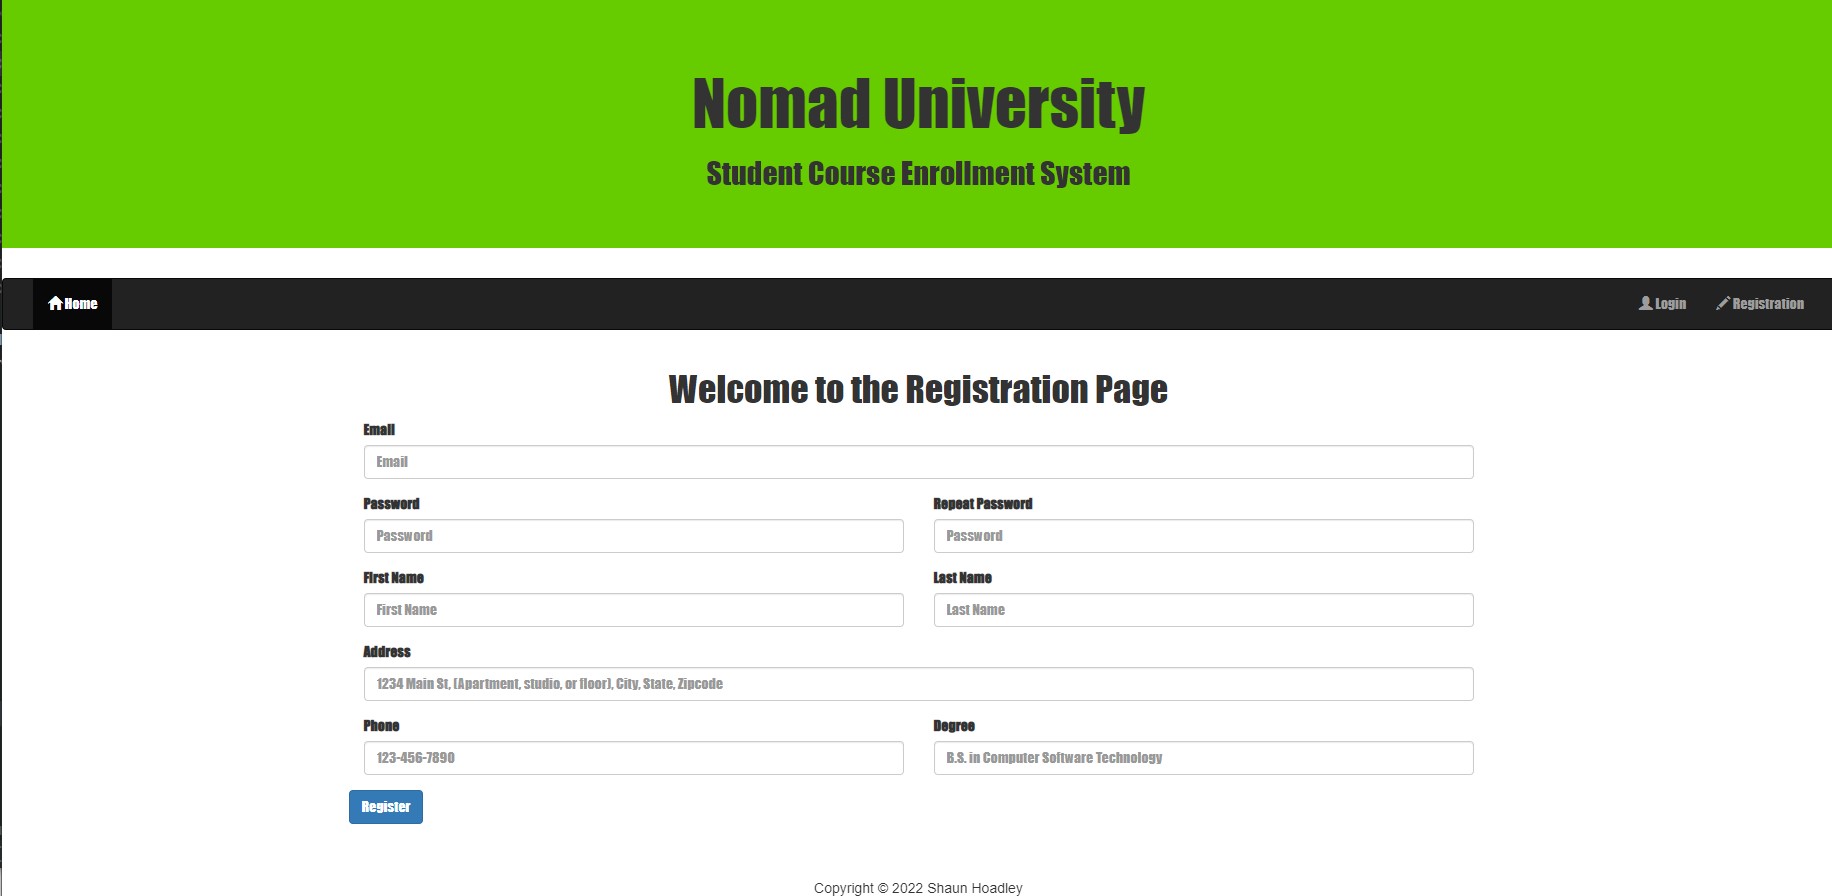 Nomad University
Student Course Enrollment System
Home Login Registration
Welcome to the Registration Page
Email
Email
Password Repeat Password
Password Password
First Name Last Name
First Name Last Name
Address
1234 Main St, (Apartment, studio, or floor), City, State, Zipcode
Phone Degree
123-456-7890 B.S. in Computer Software Technology
Register
Copyright © 2022 Shaun Hoadley